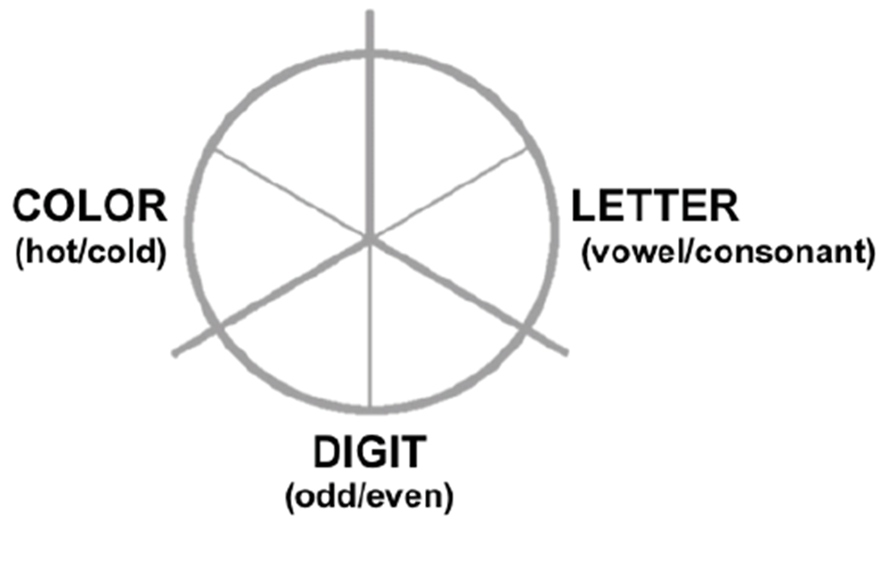 COLOR
(hot/cold)
LETTER
(vowel/consonant)
DIGIT
(odd/even)